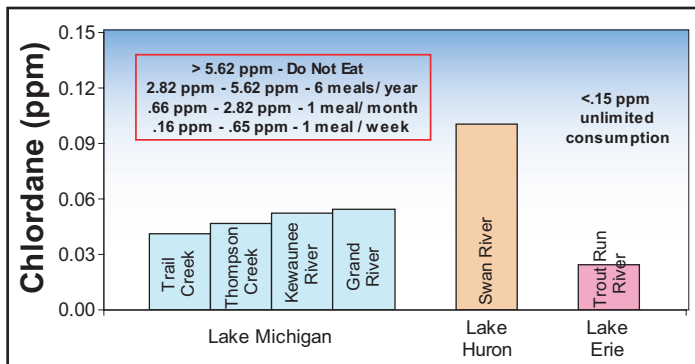 Chlordane (ppm)
0.15
0.12
0.09
0.06
0.03
0.00
> 5.62 ppm - Do Not Eat
2.82 ppm - 5.62 ppm - 6 meals/ year
.66 ppm - 2.82 ppm - 1 meal/ month
.16 ppm - .65 ppm - 1 meal / week
<.15 ppm
unlimited
consumption
Trail
Creek
Thompson
Creek
Kewaunee
River
Grand
River
Swan River
Trout Run
River
Lake Michigan
Lake
Huron
Lake
Erie